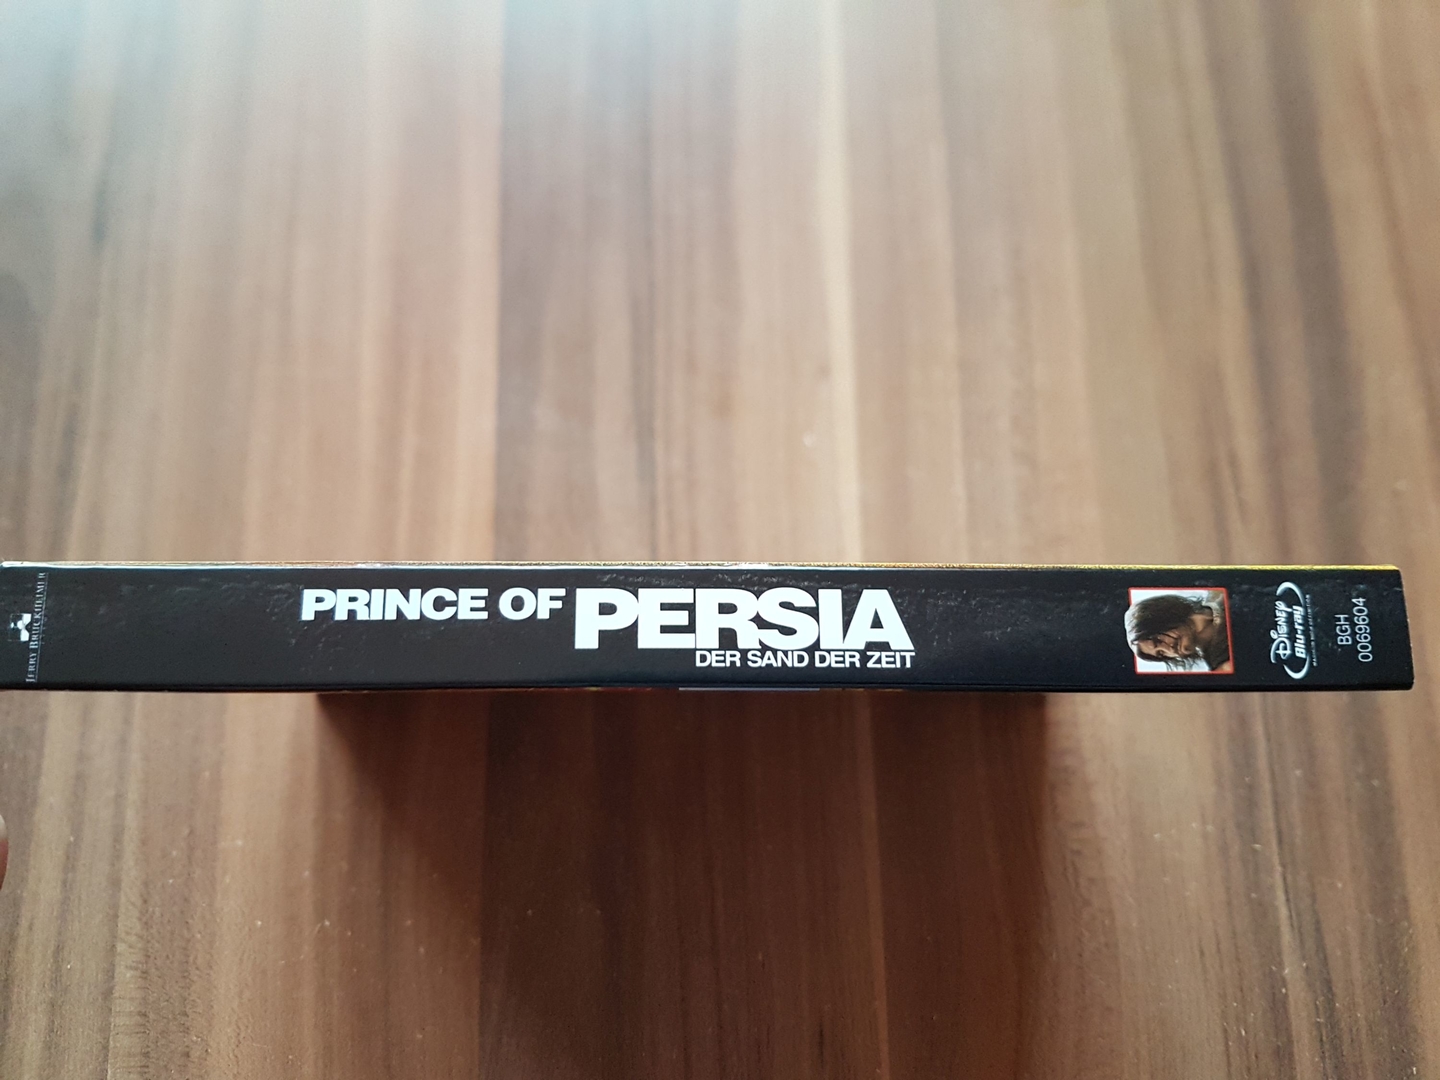 JERRY BRUCKHEIMER
PRINCE OF PERSIA
DER SAND DER ZEIT
DISNEY
Blu-ray
BGH
0069604